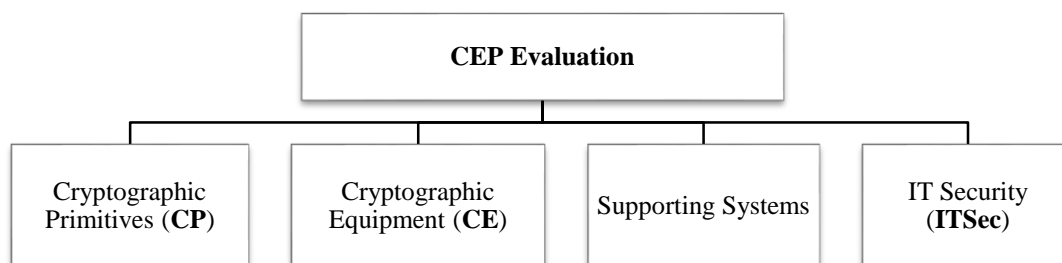 CEP Evaluation
Cryptographic
Primitives (CP)
Cryptographic
Equipment (CE)
Supporting Systems
IT Security
(ITSec)